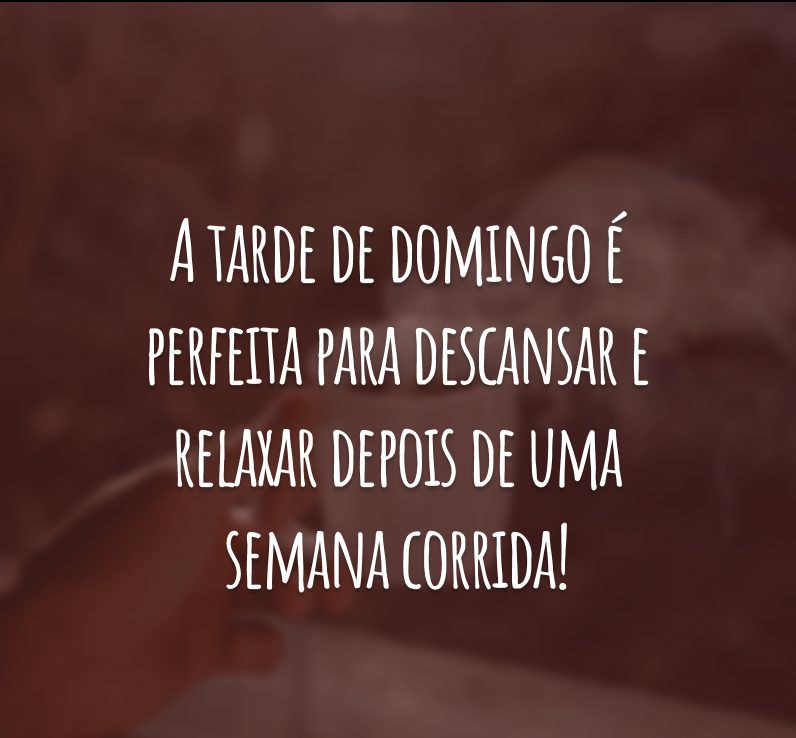 A TARDE DE DOMINGO É
PERFEITA PARA DESCANSAR E
RELAXAR DEPOIS DE UMA
SEMANA CORRIDA!